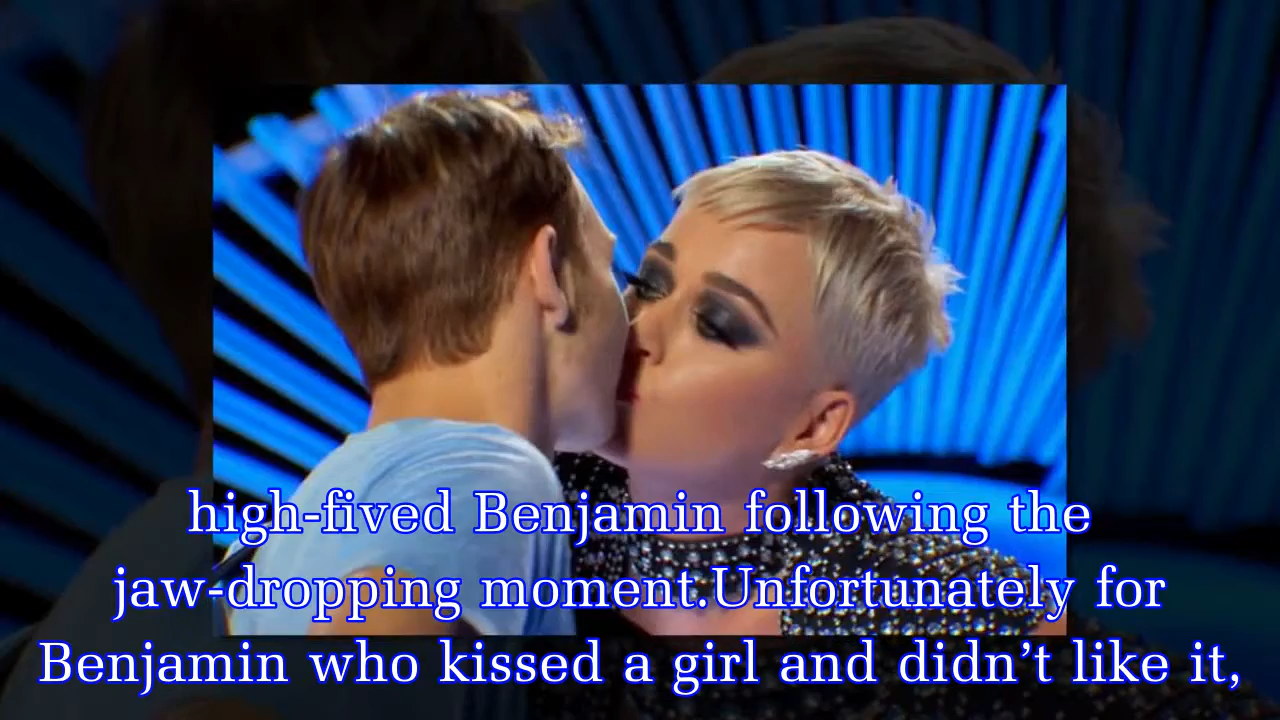 high-fived Benjamin following the
jaw-dropping moment.Unfortunately for
Benjamin who kissed a girl and didn’t like it,